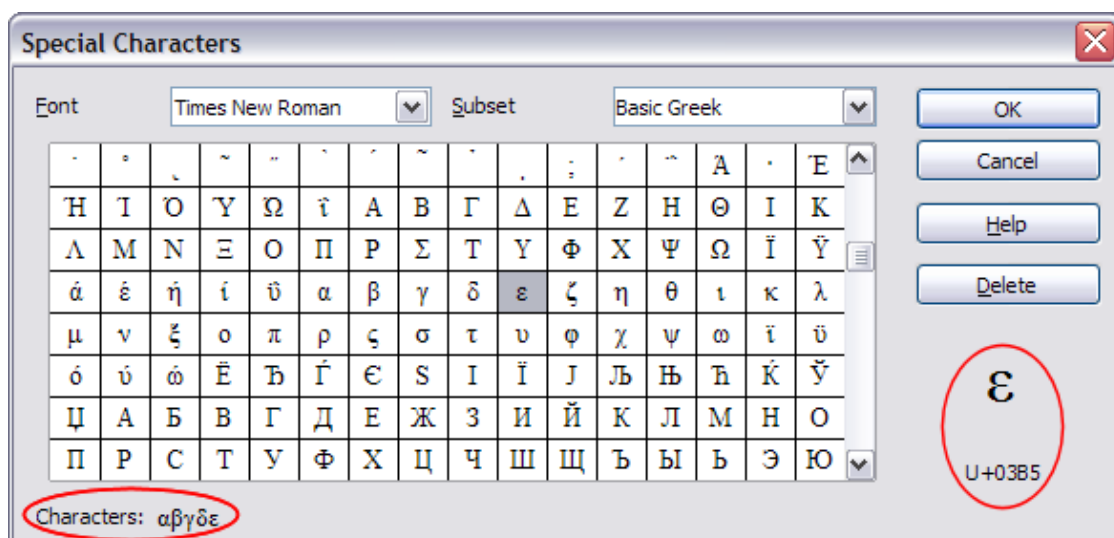 Special Characters
Font Times New Roman Subset Basic Greek OK
Cancel
Help
Delete
Ά · Έ
Ή Ί Ό Ύ Ώ ΐ Α Β Γ Δ Ε Ζ Η Θ Ι Κ
Λ Μ Ν Ξ Ο Π Ρ Σ Τ Υ Φ Χ Ψ Ω Ϊ Ϋ
ά έ ή ί ΰ α β γ δ ε ζ η θ ι κ λ
μ ν ξ ο π ρ ς σ τ υ φ χ ψ ω ϊ ϋ
ό ύ ώ Ё Ђ Ѓ Є Ѕ І Ї Ј Љ Њ Ћ Ќ Ў
Џ А Б В Г Д Е Ж З И Й К Л М Н О
П Р С Т У Ф Х Ц Ч Ш Щ Ъ Ы Ь Э Ю
ε
U+03B5
Characters: αβγδε